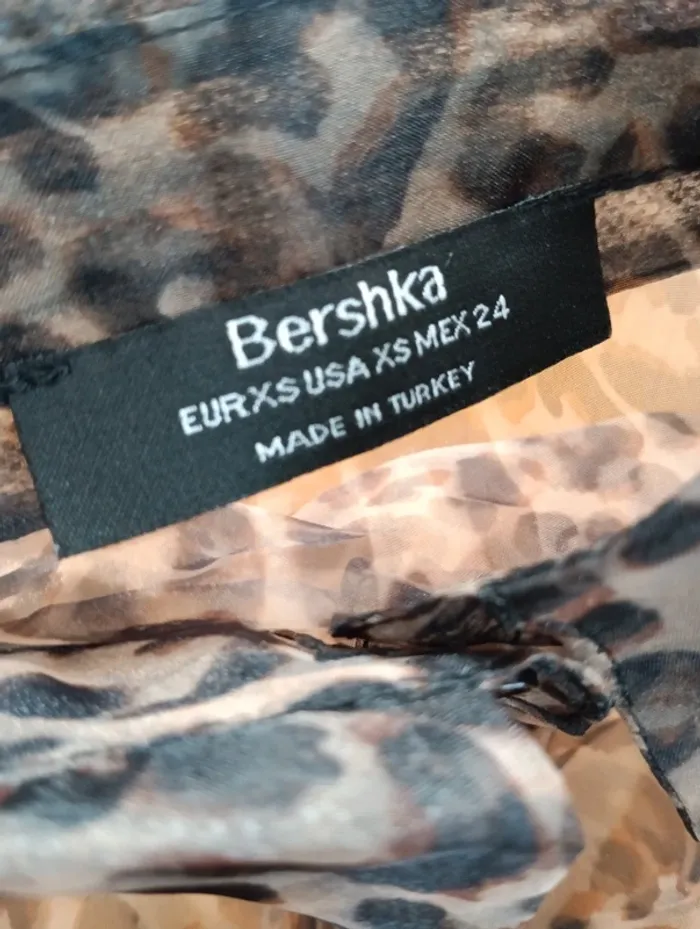 Bershka
EUR XS USA XS MEX 24
MADE IN TURKEY